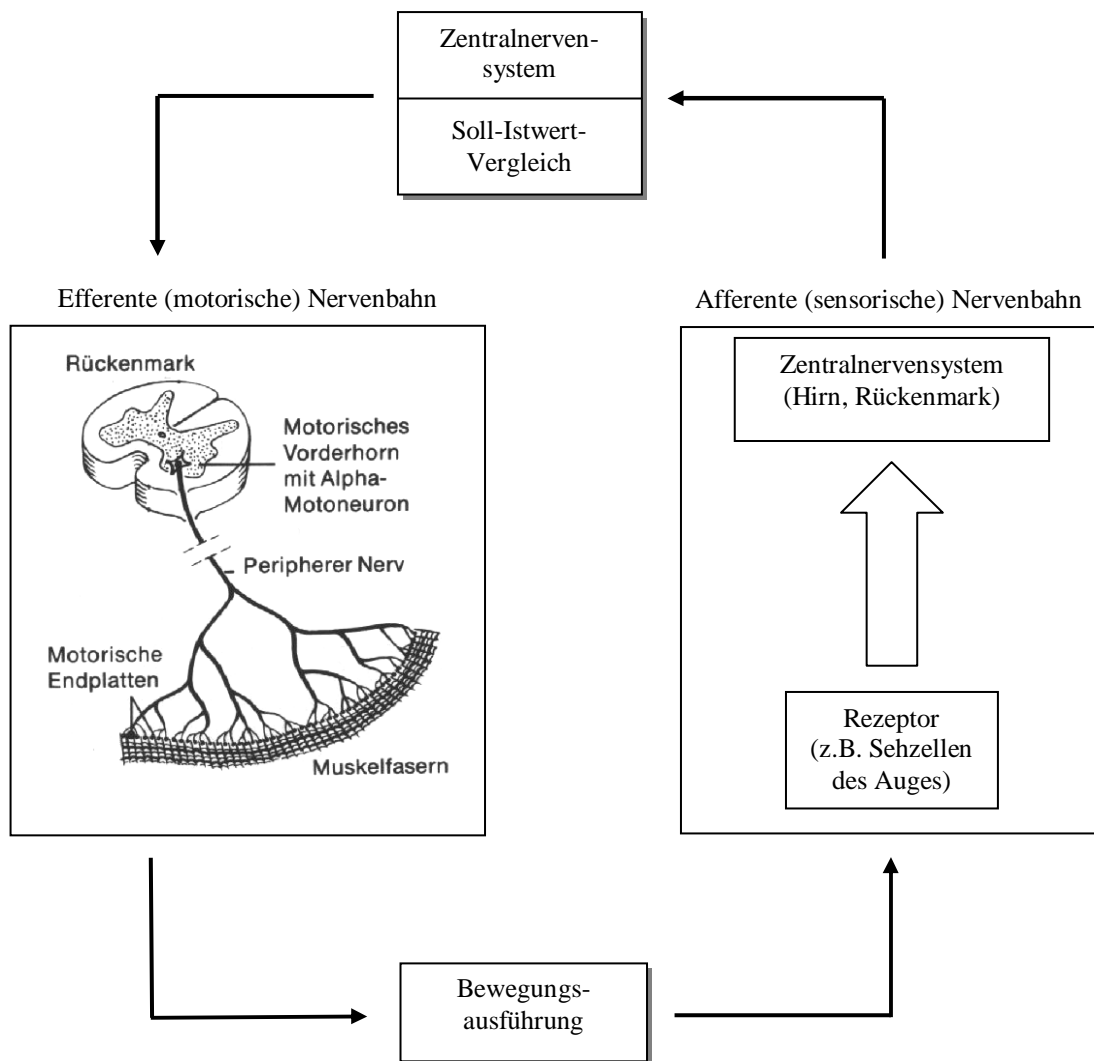 Zentralnerven-
system
Soll-Istwert-
Vergleich
Efferente (motorische) Nervenbahn
Rückenmark
Motorisches
Vorderhorn
mit Alpha-
Motoneuron
Peripherer Nerv
Motorische
Endplatten
Muskelfasern
Afferente (sensorische) Nervenbahn
Zentralnervensystem
(Hirn, Rückenmark)
Rezeptor
(z.B. Sehzellen
des Auges)
Bewegungs-
ausführung